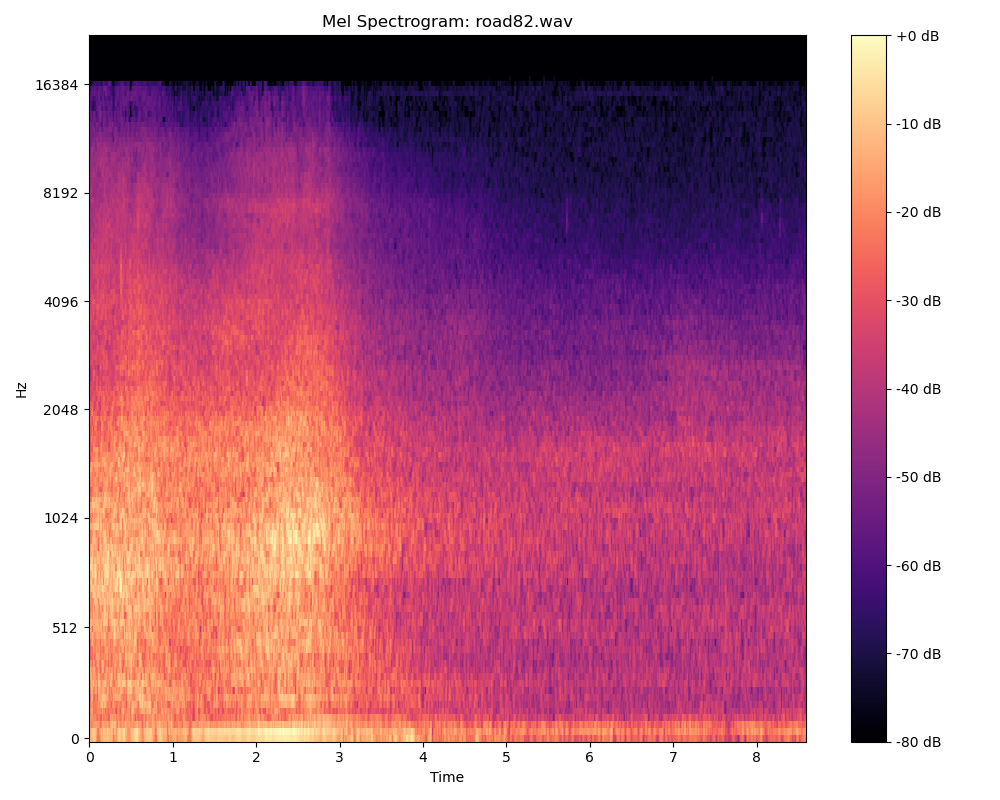 Mel Spectrogram: road82.wav
+0 dB
16384
-10 dB
8192
-20 dB
4096
-30 dB
Hz
2048
-40 dB
-50 dB
1024
-60 dB
512
-70 dB
0
-80 dB
0 1 2 3 4 5 6 7 8
Time